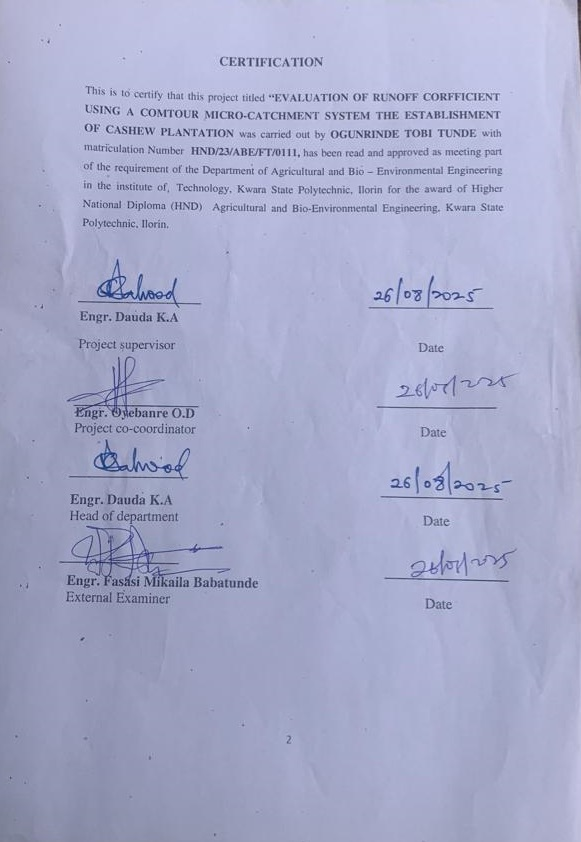 CERTIFICATION
This is to certify that this project titled “EVALUATION OF RUNOFF CORFFICIENT
USING A COMTOUR MICRO-CATCHMENT SYSTEM THE ESTABLISHMENT
OF CASHEW PLANTATION was carried out by OGUNRINDE TOBI TUNDE with
matriculation Number HND/23/ABE/FT/0111, has been read and approved as meeting part
of the requirement of the Department of Agricultural and Bio – Environmental Engineering
in the institute of, Technology, Kwara State Polytechnic, Ilorin for the award of Higher
National Diploma (HND) Agricultural and Bio-Environmental Engineering, Kwara State
Polytechnic, Ilorin.
26/08/2025
Engr. Dauda K.A
Project supervisor Date
Engr. Oyebanre O.D
Project co-coordinator Date
26/08/2025
Engr. Dauda K.A
Head of department Date
Engr. Fasasi Mikaila Babatunde
External Examiner Date
2